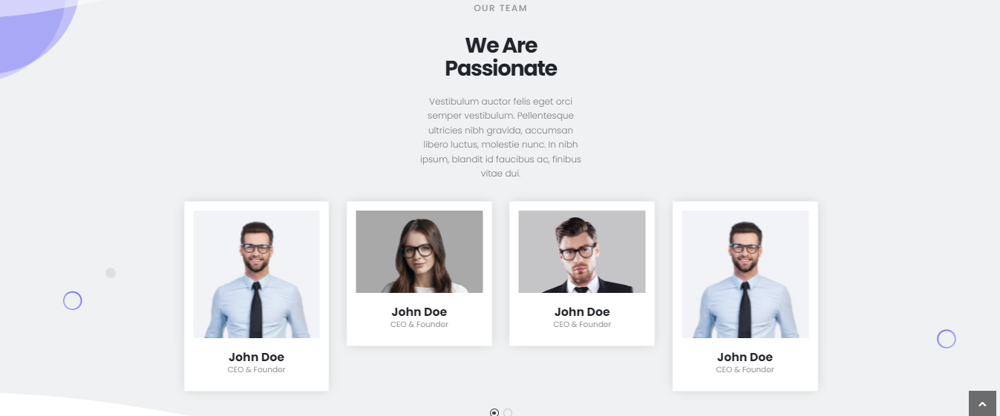 OUR TEAM
We Are
Passionate
Vestibulum auctor felis eget orci
semper vestibulum. Pellentesque
ultricies nibh gravida, accumsan
libero luctus, molestie nunc. In nibh
ipsum, blandit id faucibus ac, finibus
vitae dui.
John Doe
CEO & Founder
John Doe
CEO & Founder
John Doe
CEO & Founder
John Doe
CEO & Founder